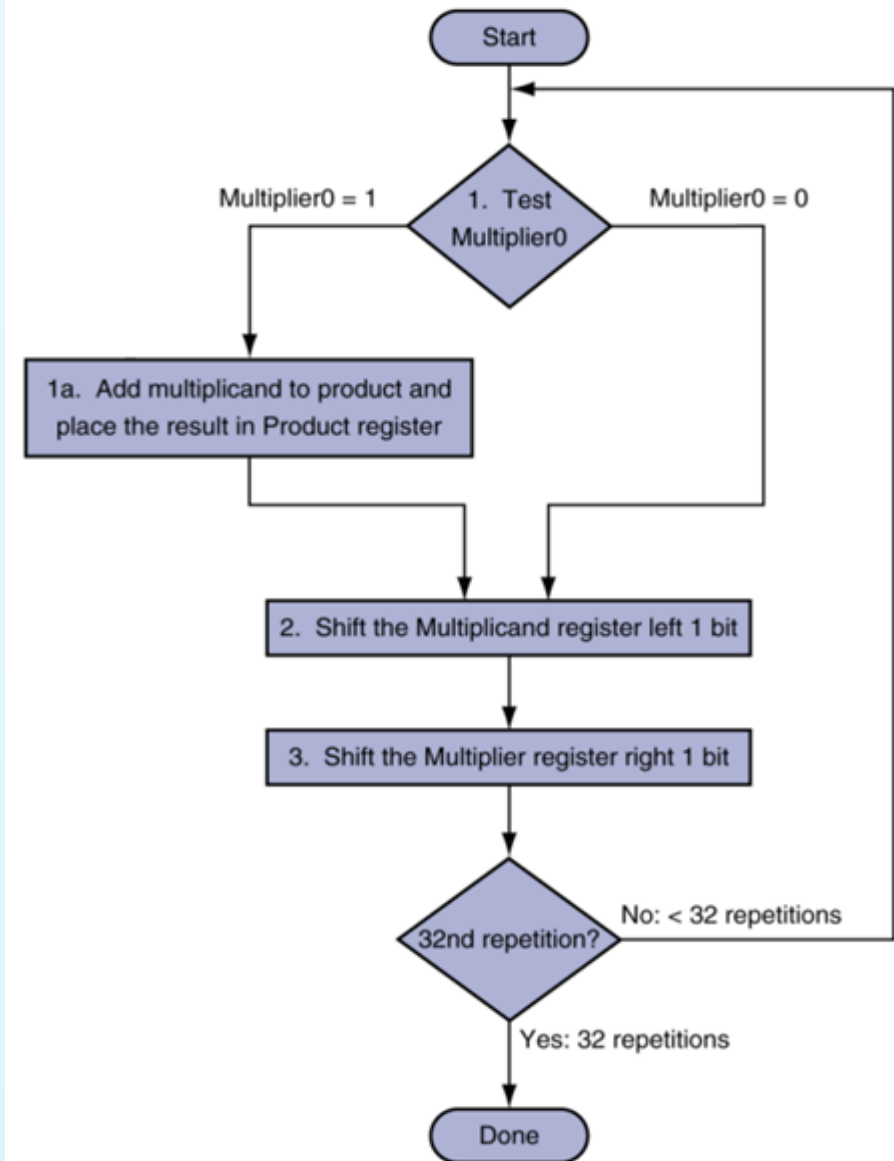 Start
Multiplier0 = 1
1. Test
Multiplier0
Multiplier0 = 0
1a. Add multiplicand to product and
place the result in Product register
2. Shift the Multiplicand register left 1 bit
3. Shift the Multiplier register right 1 bit
32nd repetition?
No: < 32 repetitions
Yes: 32 repetitions
Done